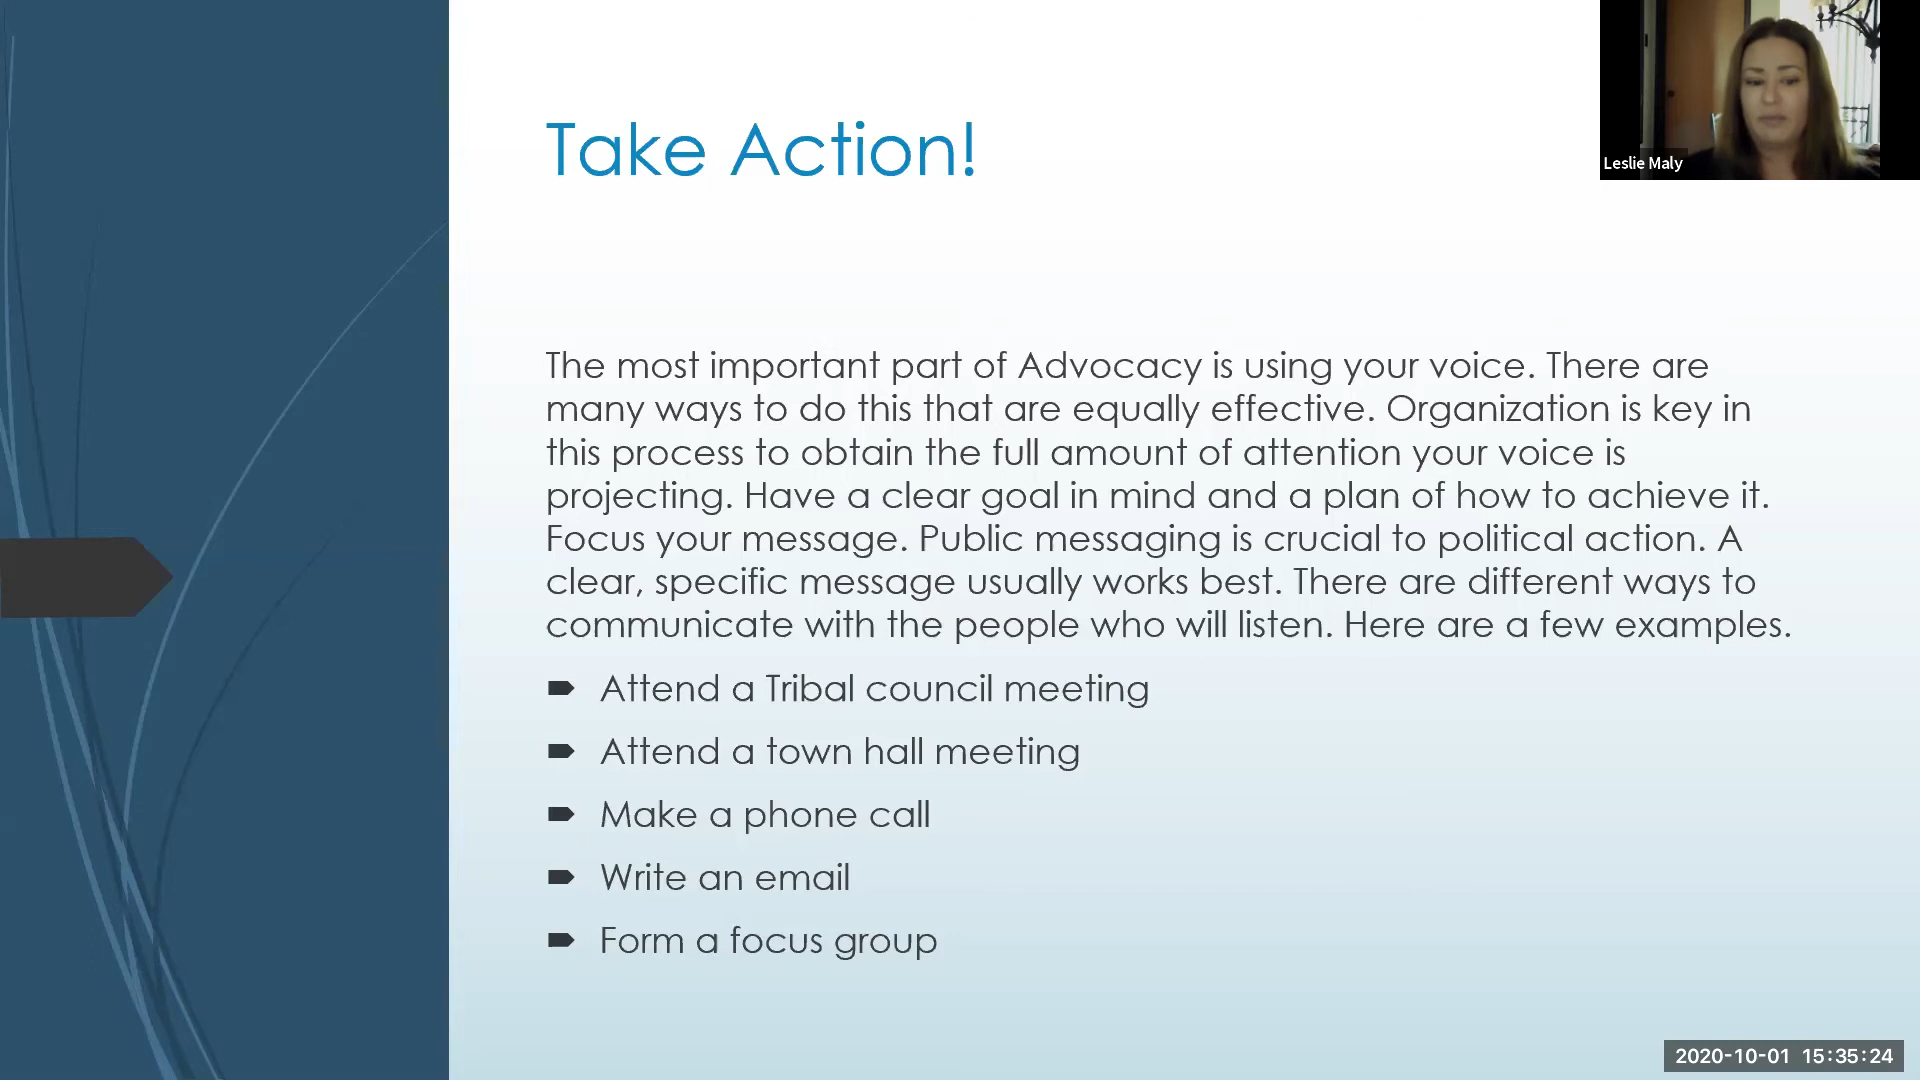 Take Action!
Leslie Maly
The most important part of Advocacy is using your voice. There are
many ways to do this that are equally effective. Organization is key in
this process to obtain the full amount of attention your voice is
projecting. Have a clear goal in mind and a plan of how to achieve it.
Focus your message. Public messaging is crucial to political action. A
clear, specific message usually works best. There are different ways to
communicate with the people who will listen. Here are a few examples.
Attend a Tribal council meeting
Attend a town hall meeting
Make a phone call
Write an email
Form a focus group
2020-10-01 15:35:24